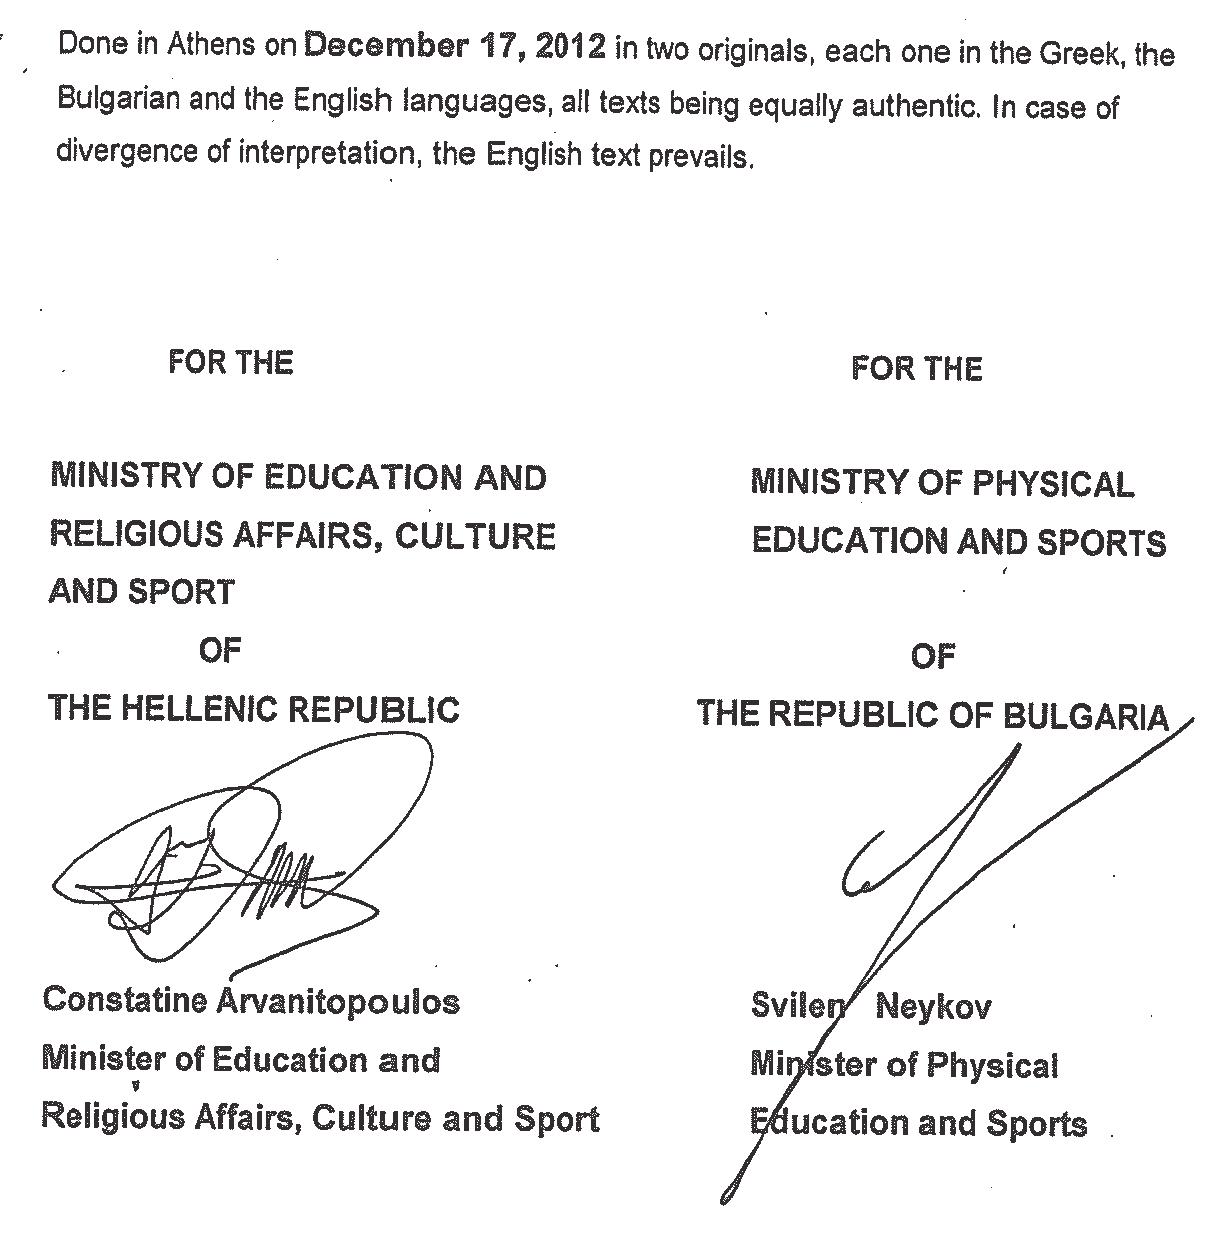 Done in Athens on December 17, 2012 in two originals, each one in the Greek, the
Bulgarian and the English languages, all texts being equally authentic. In case of
divergence of interpretation, the English text prevails.
FOR THE
MINISTRY OF EDUCATION AND
RELIGIOUS AFFAIRS, CULTURE
AND SPORT
OF
THE HELLENIC REPUBLIC
Constatine Arvanitopoulos
Minister of Education and
Religious Affairs, Culture and Sport
FOR THE
MINISTRY OF PHYSICAL
EDUCATION AND SPORTS
OF
THE REPUBLIC OF BULGARIA
Svilen Neykov
Minister of Physical
Education and Sports